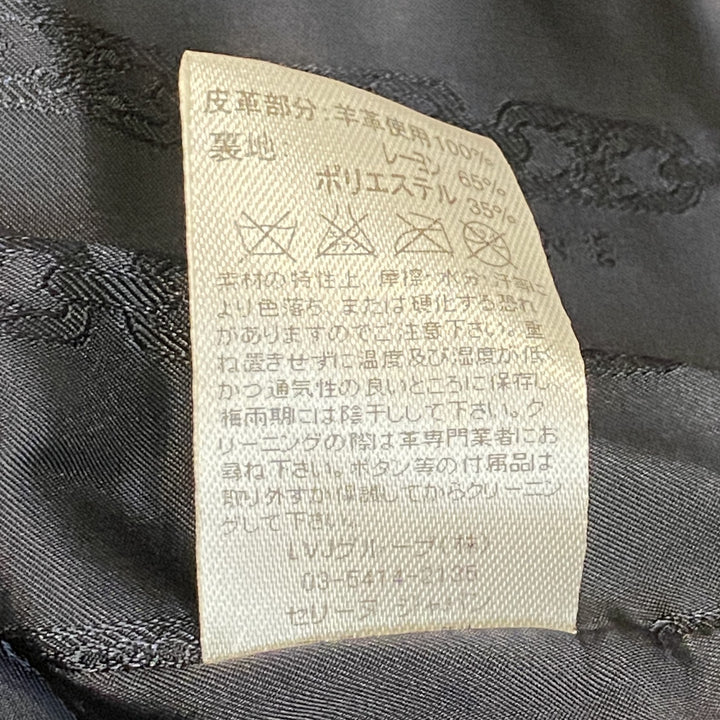 皮革部分:羊革使用100%
裏地: レーヨン 65%
ポリエステル 35%
素材の特性上、摩擦・水分・汗等に
より色落ち、または硬化する恐れ
がありますのでご注意下さい。重
ね置きせずに温度及び湿度が低く
かつ通気性の良いところに保存し、
梅雨期には陰干しして下さい。ク
リーニングの際は革専門業者にお
尋ね下さい。ボタン等の付属品は
取り外すか保護してからクリーニン
グして下さい。
LVJグループ(株)
03-5414-2135
セリーヌ ジャパン